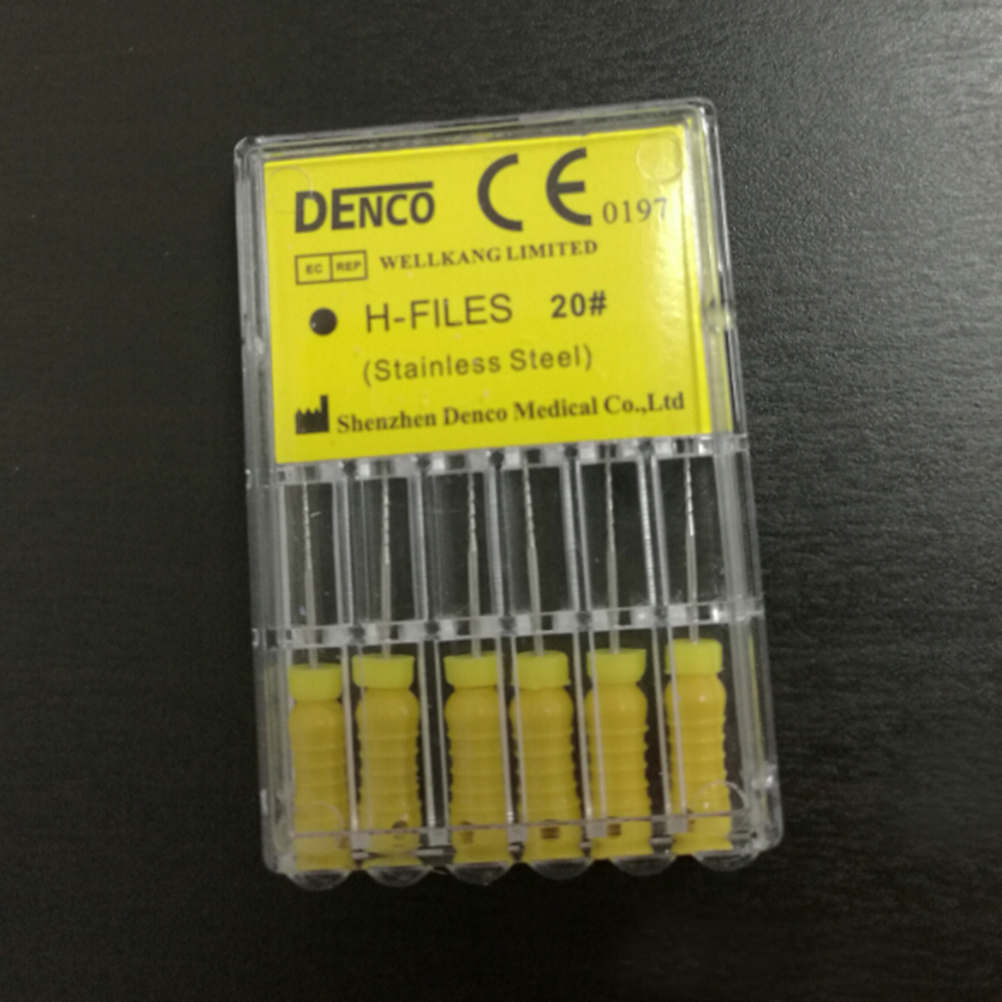 DENCO CE 0197
EC REP WELLKANG LIMITED
H-FILES 20#
(Stainless Steel)
Shenzhen Denco Medical Co.,Ltd